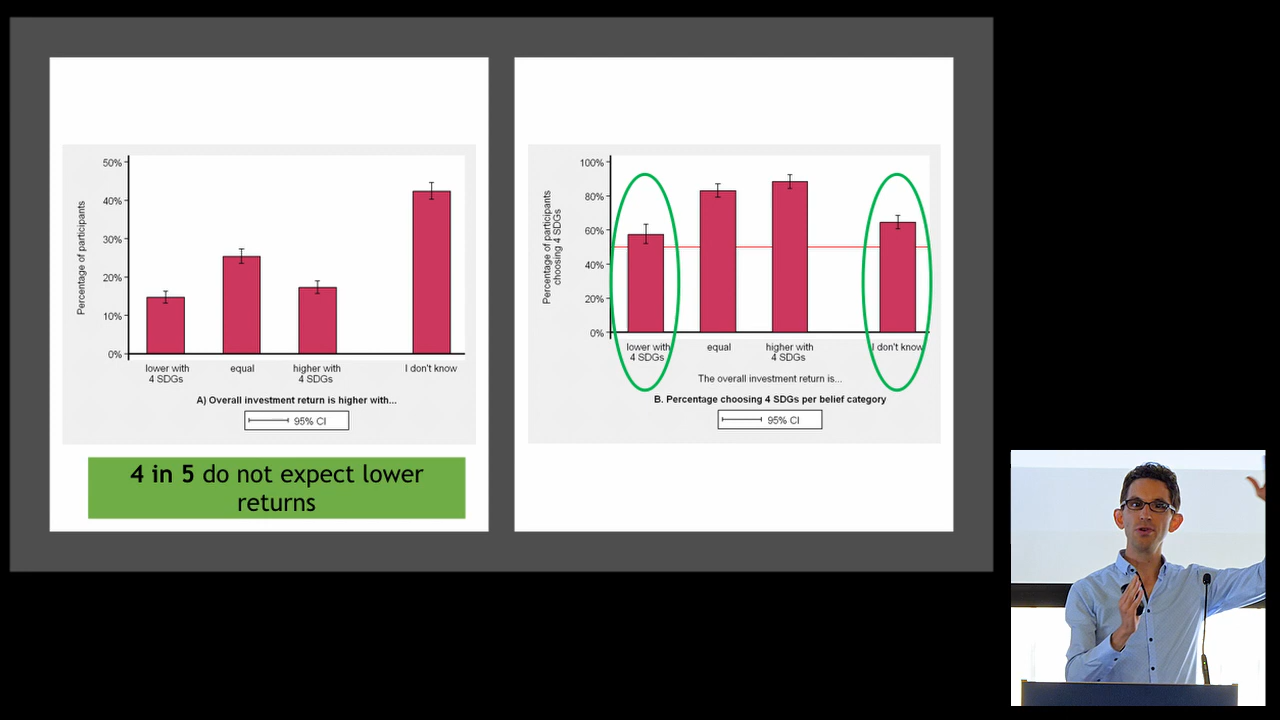 50%
40%
30%
20%
10%
0%
Percentage of participants
lower with
4 SDGs
equal
higher with
4 SDGs
I don't know
A) Overall investment return is higher with...
95% CI
4 in 5 do not expect lower
returns
100%
80%
60%
40%
20%
0%
Percentage of participants
choosing 4 SDGs
lower with
4 SDGs
equal
higher with
4 SDGs
I don't know
The overall investment return is...
B. Percentage choosing 4 SDGs per belief category
95% CI